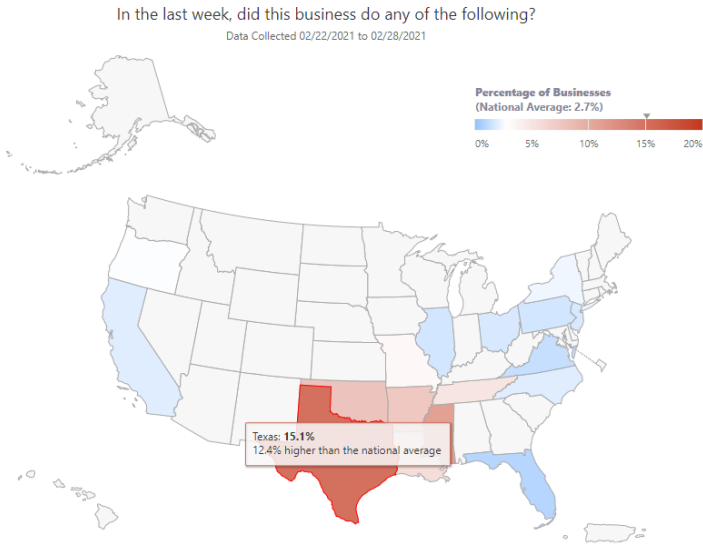 In the last week, did this business do any of the following?
Data Collected 02/22/2021 to 02/28/2021
Percentage of Businesses
(National Average: 2.7%)
0% 5% 10% 15% 20%
Texas: 15.1%
12.4% higher than the national average